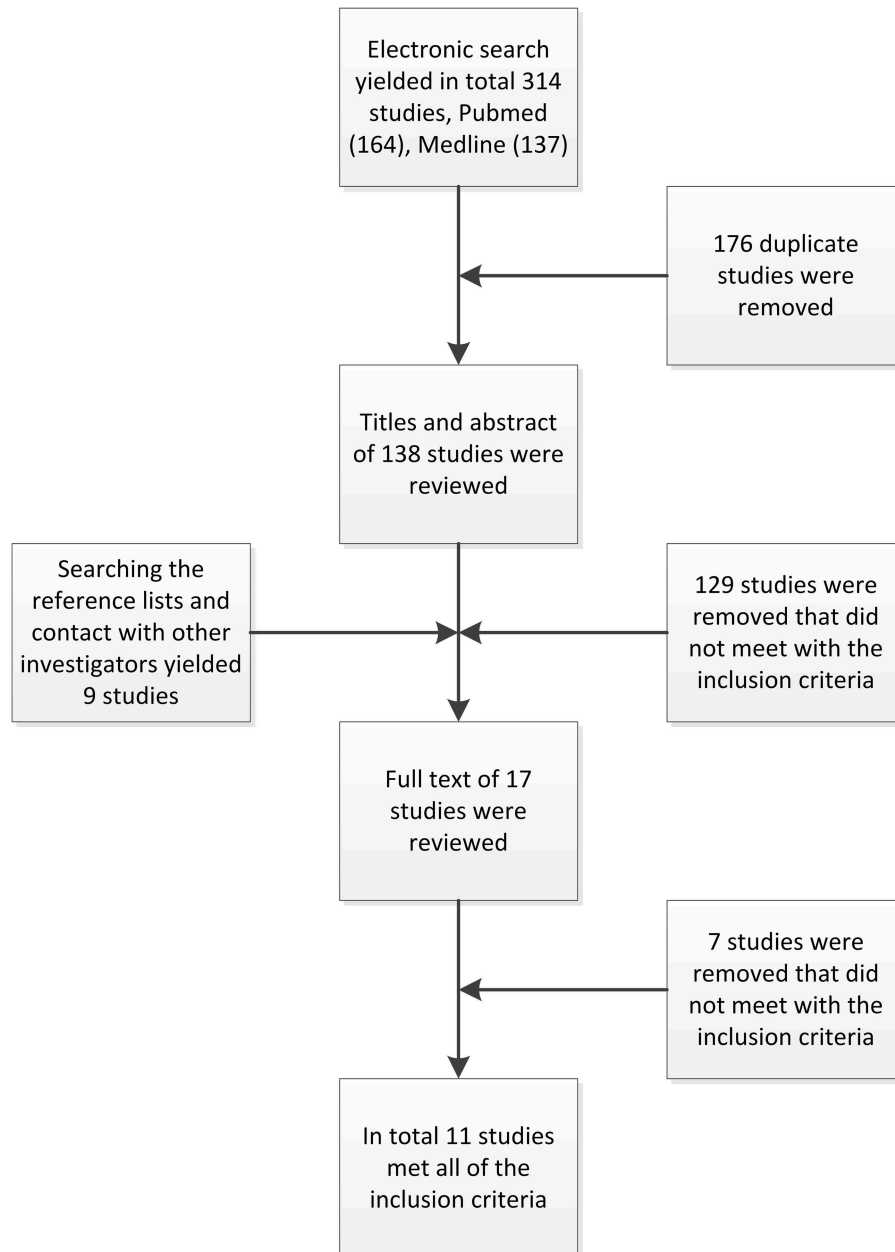 Electronic search
yielded in total 314
studies, Pubmed
(164), Medline (137)
176 duplicate
studies were
removed
Titles and abstract
of 138 studies were
reviewed
Searching the
reference lists and
contact with other
investigators yielded
9 studies
129 studies were
removed that did
not meet with the
inclusion criteria
Full text of 17
studies were
reviewed
7 studies were
removed that did
not meet with the
inclusion criteria
In total 11 studies
met all of the
inclusion criteria